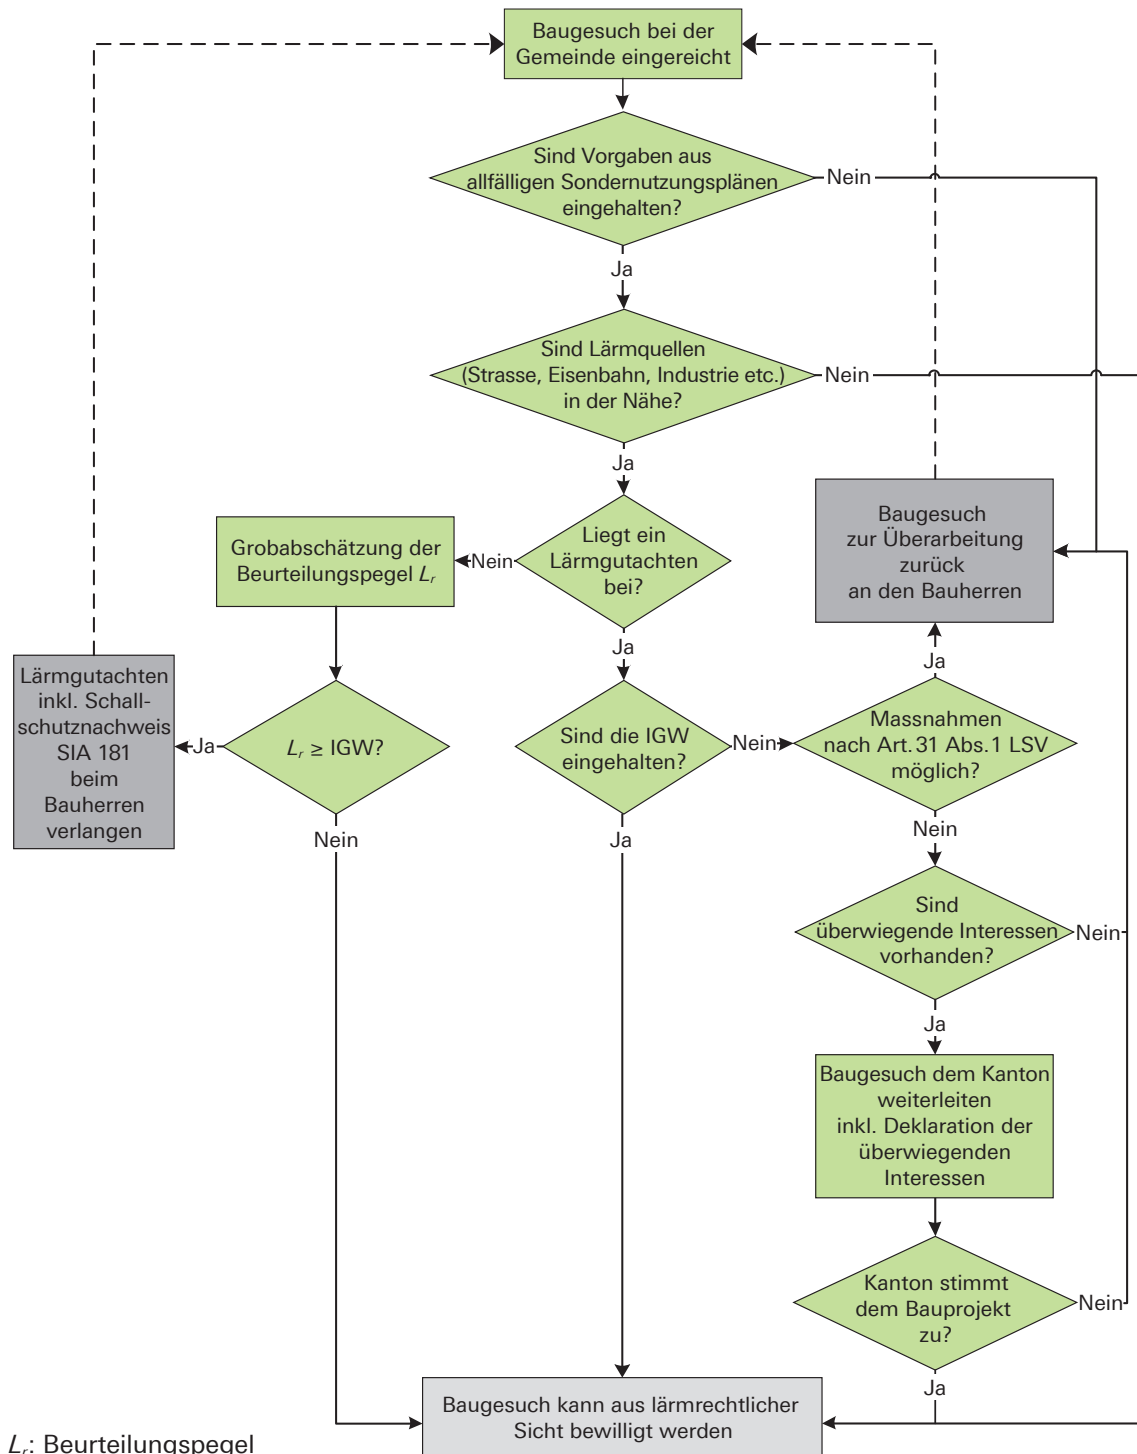 Baugesuch bei der
Gemeinde eingereicht
Sind Vorgaben aus
allfälligen Sondernutzungsplänen
eingehalten?
Nein
Ja
Sind Lärmquellen
(Strasse, Eisenbahn, Industrie etc.)
in der Nähe?
Nein
Ja
Liegt ein
Lärmgutachten
bei?
Nein
Grobabschätzung der
Beurteilungspegel Lr
Baugesuch
zur Überarbeitung
zurück
an den Bauherren
Ja
Ja
Lärmgutachten
inkl. Schall-
schutznachweis
SIA 181
beim
Bauherren
verlangen
Ja
Lr ≥ IGW?
Sind die IGW
eingehalten?
Nein
Massnahmen
nach Art. 31 Abs. 1 LSV
möglich?
Nein
Ja
Nein
Sind
überwiegende Interessen
vorhanden?
Nein
Ja
Baugesuch dem Kanton
weiterleiten
inkl. Deklaration der
überwiegenden
Interessen
Kanton stimmt
dem Bauprojekt
zu?
Nein
Ja
Baugesuch kann aus lärmrechtlicher
Sicht bewilligt werden
Lr: Beurteilungspegel